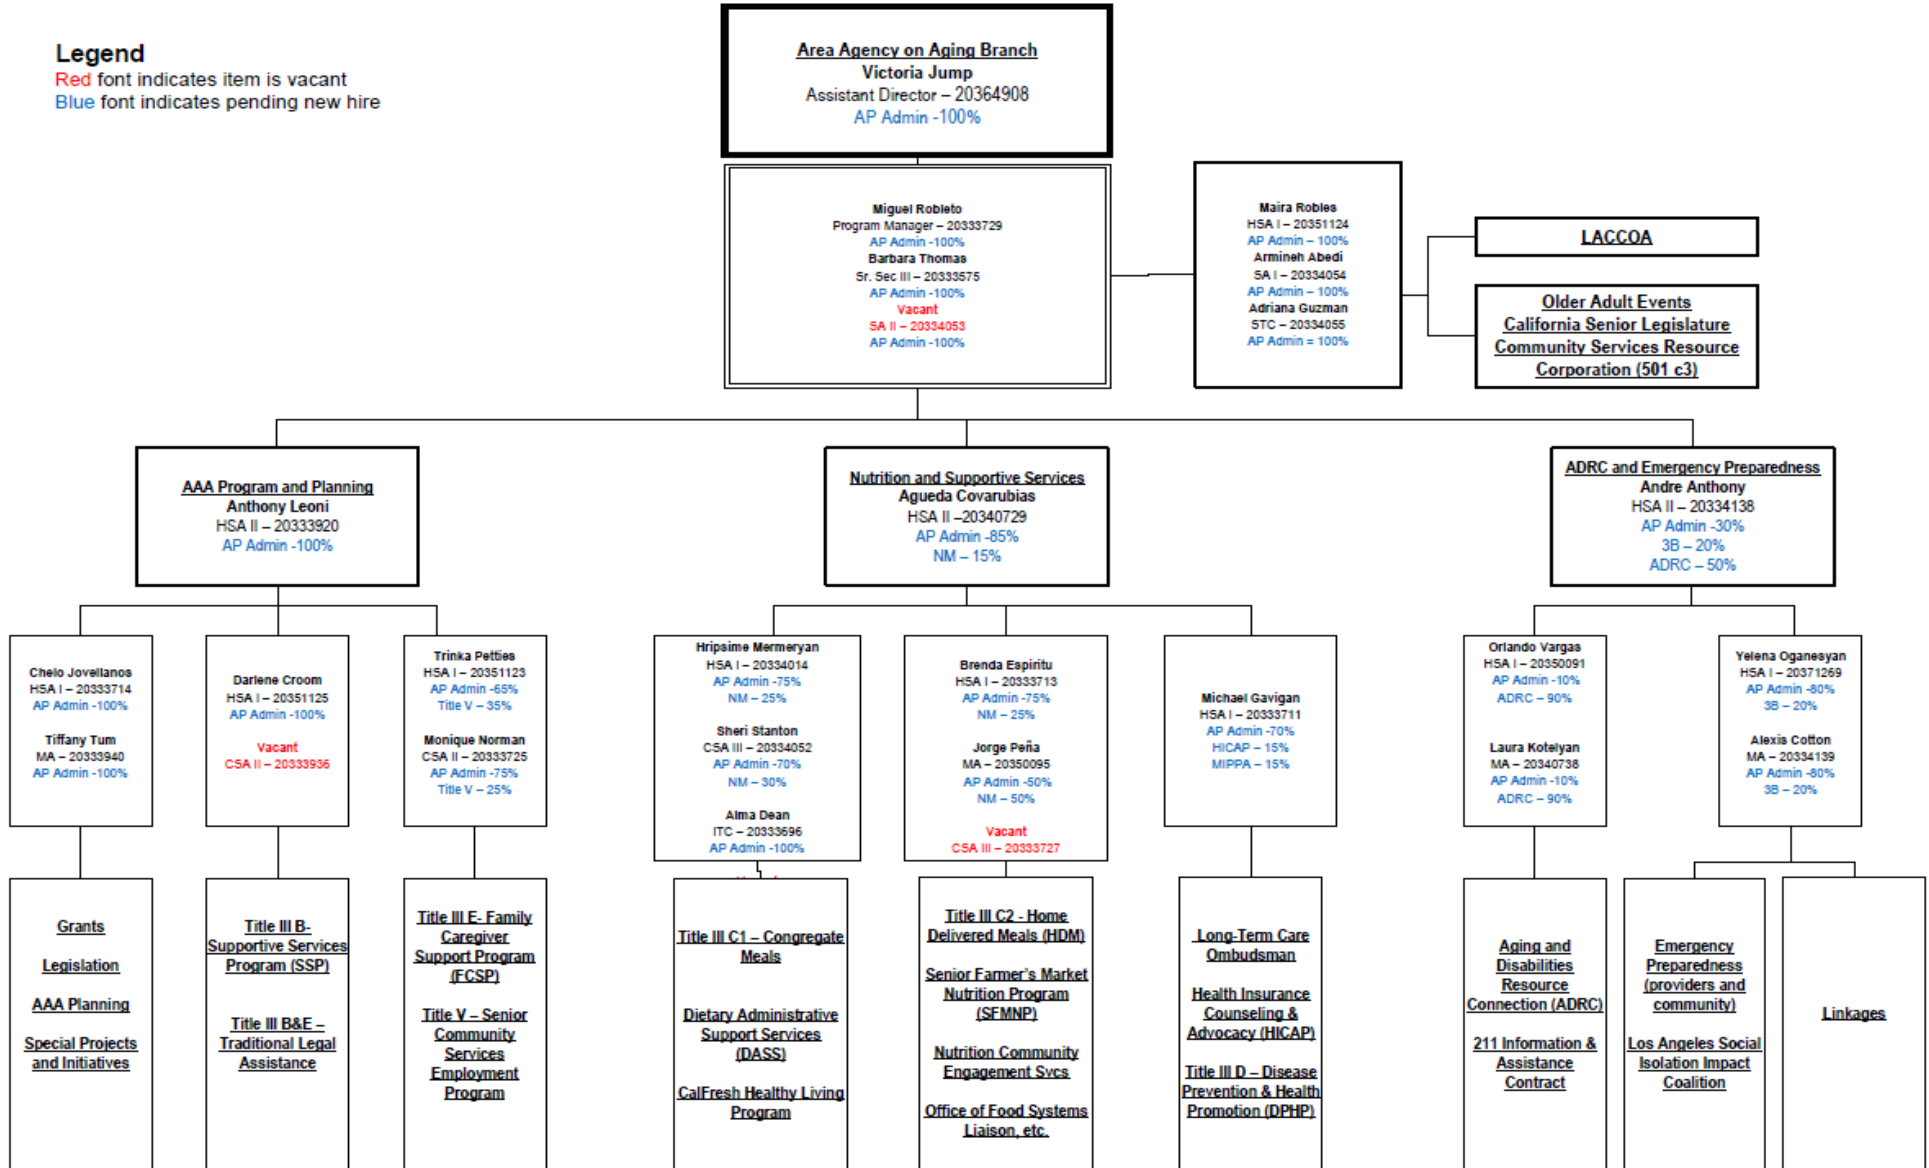 Legend
Red font indicates item is vacant
Blue font indicates pending new hire
Area Agency on Aging Branch
Victoria Jump
Assistant Director – 20364908
AP Admin -100%
Miguel Robleto
Program Manager – 20333729
AP Admin -100%
Barbara Thomas
Sr. Sec III – 20333575
AP Admin -100%
Vacant
SA II – 20334053
AP Admin -100%
Maira Robles
HSA I – 20351124
AP Admin – 100%
Armineh Abedi
SA I – 20334054
AP Admin – 100%
Adriana Guzman
STC – 20334055
AP Admin = 100%
LACCOA
Older Adult Events
California Senior Legislature
Community Services Resource
Corporation (501 c3)
AAA Program and Planning
Anthony Leoni
HSA II – 20333920
AP Admin -100%
Nutrition and Supportive Services
Agueda Covarubias
HSA II –20340729
AP Admin -85%
NM – 15%
ADRC and Emergency Preparedness
Andre Anthony
HSA II – 20334138
AP Admin -30%
3B – 20%
ADRC – 50%
Chelo Jovellanos
HSA I – 20333714
AP Admin -100%
Tiffany Tum
MA – 20333940
AP Admin -100%
Darlene Croom
HSA I – 20351125
AP Admin -100%
Vacant
CSA II – 20333936
Trinka Petties
HSA I – 20351123
AP Admin -65%
Title V – 35%
Monique Norman
CSA II – 20333725
AP Admin -75%
Title V – 25%
Hripsime Mermeryan
HSA I – 20334014
AP Admin -75%
NM – 25%
Sheri Stanton
CSA III – 20334052
AP Admin -70%
NM – 30%
Alma Dean
ITC – 20333696
AP Admin -100%
Brenda Espiritu
HSA I – 20333713
AP Admin -75%
NM – 25%
Jorge Peña
MA – 20350095
AP Admin -50%
NM – 50%
Vacant
CSA III – 20333727
Michael Gavigan
HSA I – 20333711
AP Admin -70%
HICAP – 15%
MIPPA – 15%
Orlando Vargas
HSA I – 20350091
AP Admin -10%
ADRC – 90%
Laura Kotelyan
MA – 20340738
AP Admin -10%
ADRC – 90%
Yelena Oganesyan
HSA I – 20371269
AP Admin -80%
3B – 20%
Alexis Cotton
MA – 20334139
AP Admin -80%
3B – 20%
Grants
Legislation
AAA Planning
Special Projects
and Initiatives
Title III B-
Supportive Services
Program (SSP)
Title III B&E –
Traditional Legal
Assistance
Title III E- Family
Caregiver
Support Program
(FCSP)
Title V – Senior
Community
Services
Employment
Program
Title III C1 – Congregate
Meals
Dietary Administrative
Support Services
(DASS)
CalFresh Healthy Living
Program
Title III C2 - Home
Delivered Meals (HDM)
Senior Farmer's Market
Nutrition Program
(SFMNP)
Nutrition Community
Engagement Svcs
Office of Food Systems
Liaison, etc.
Long-Term Care
Ombudsman
Health Insurance
Counseling &
Advocacy (HICAP)
Title III D – Disease
Prevention & Health
Promotion (DPHP)
Aging and
Disabilities
Resource
Connection (ADRC)
211 Information &
Assistance
Contract
Emergency
Preparedness
(providers and
community)
Los Angeles Social
Isolation Impact
Coalition
Linkages